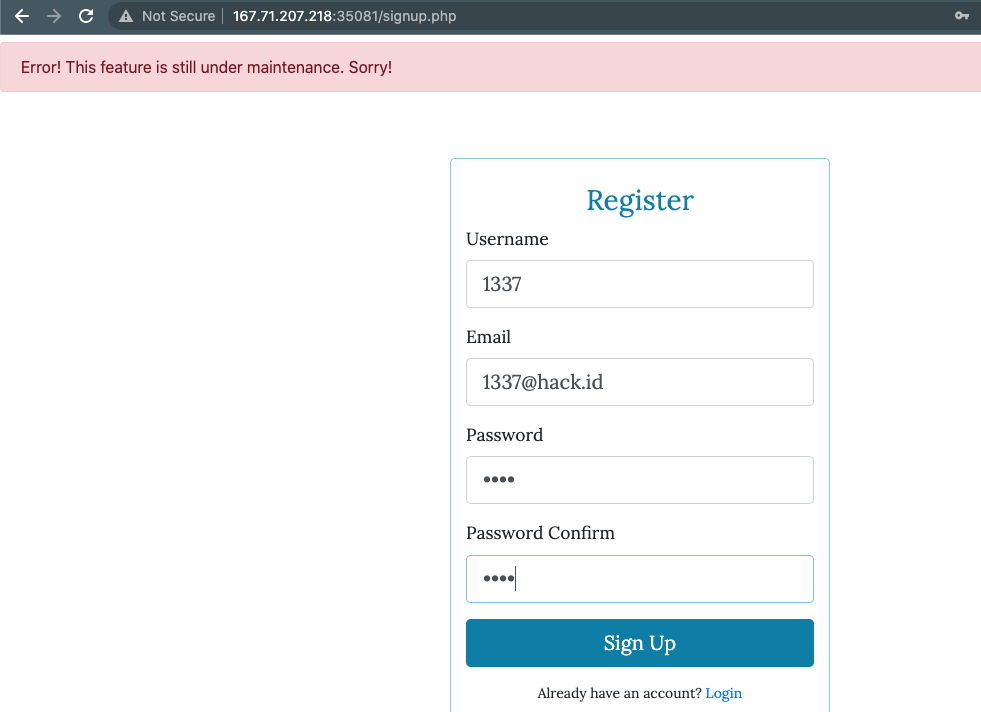 Not Secure | 167.71.207.218:35081/signup.php
Error! This feature is still under maintenance. Sorry!
Register
Username
1337
Email
1337@hack.id
Password
••••
Password Confirm
••••
Sign Up
Already have an account? Login